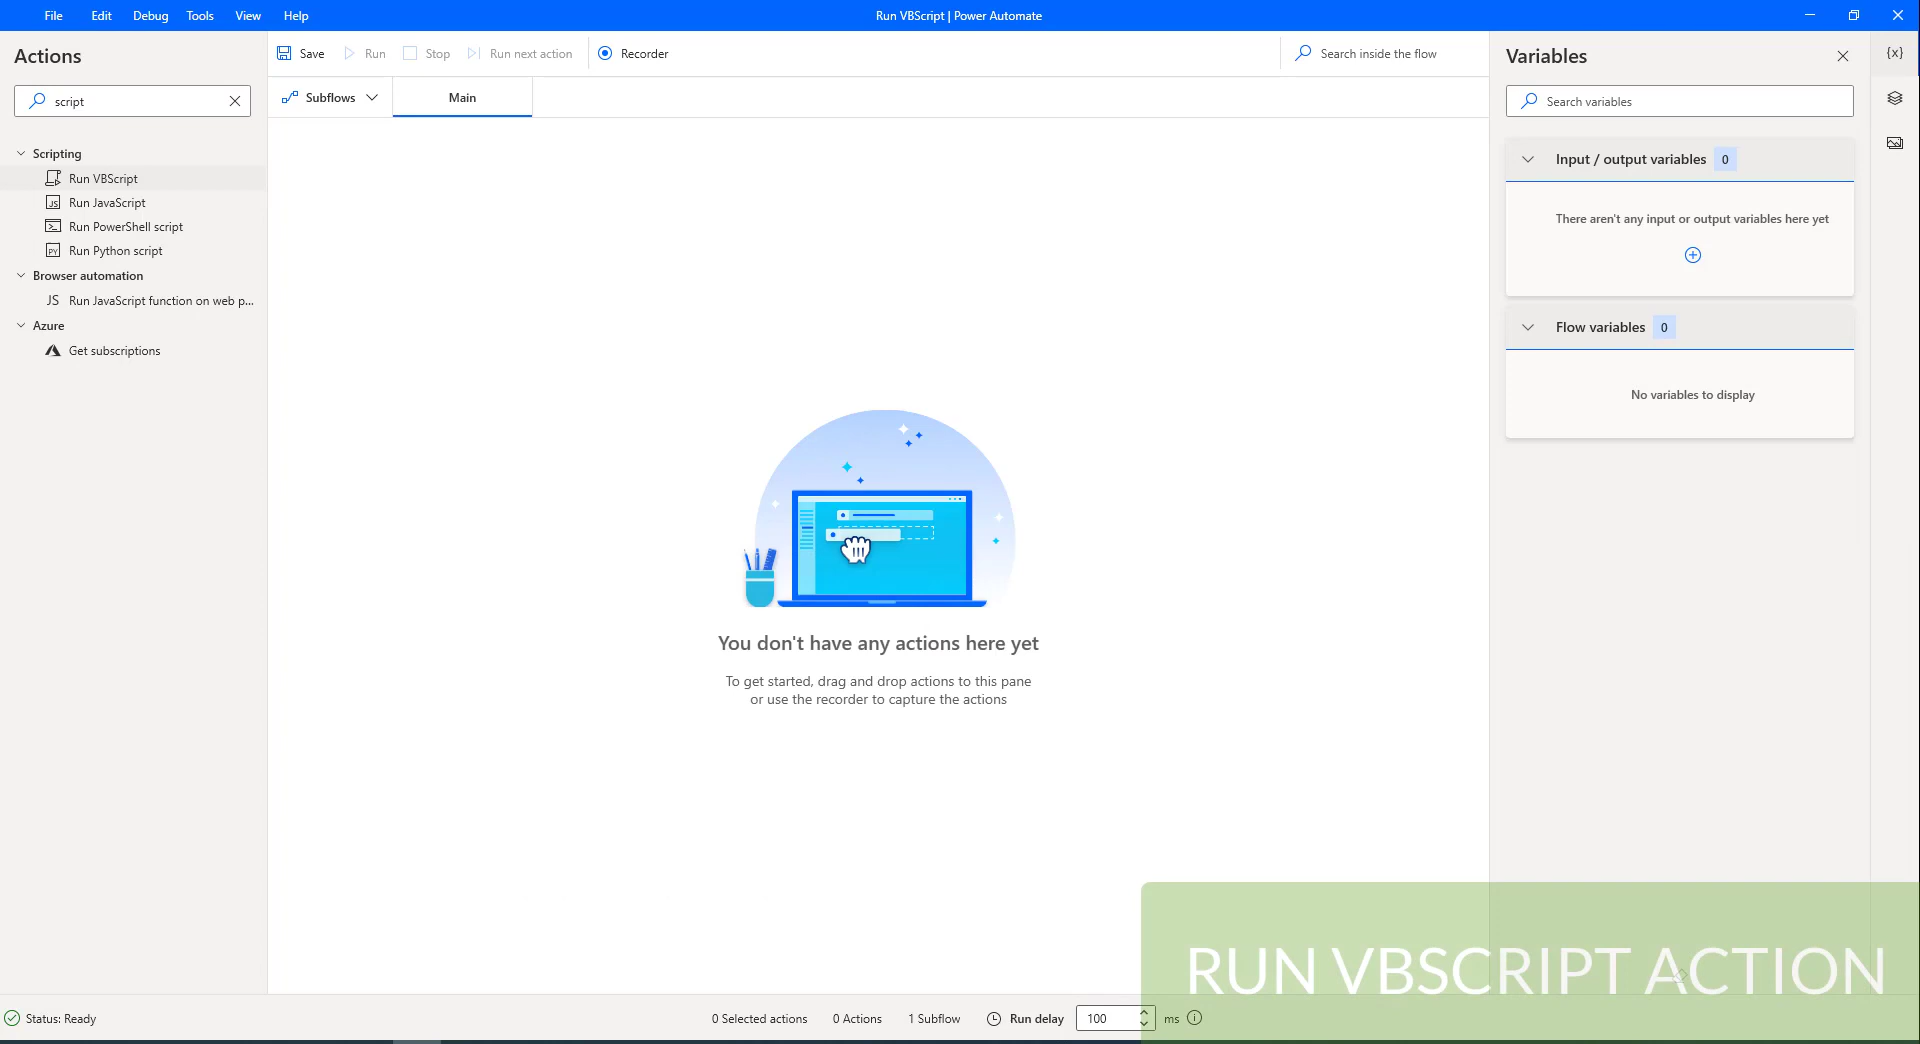 File Edit Debug Tools View Help
Run VBScript | Power Automate
Actions
script
Scripting
Run VBScript
JS Run JavaScript
Run PowerShell script
PY Run Python script
Browser automation
JS Run JavaScript function on web p...
Azure
Get subscriptions
Save Run Stop Run next action Recorder
Search inside the flow
Subflows Main
You don't have any actions here yet
To get started, drag and drop actions to this pane
or use the recorder to capture the actions
Variables
{x}
Search variables
Input / output variables 0
There aren't any input or output variables here yet
Flow variables 0
No variables to display
RUN VBSCRIPT ACTION
Status: Ready
0 Selected actions 0 Actions 1 Subflow Run delay 100 ms